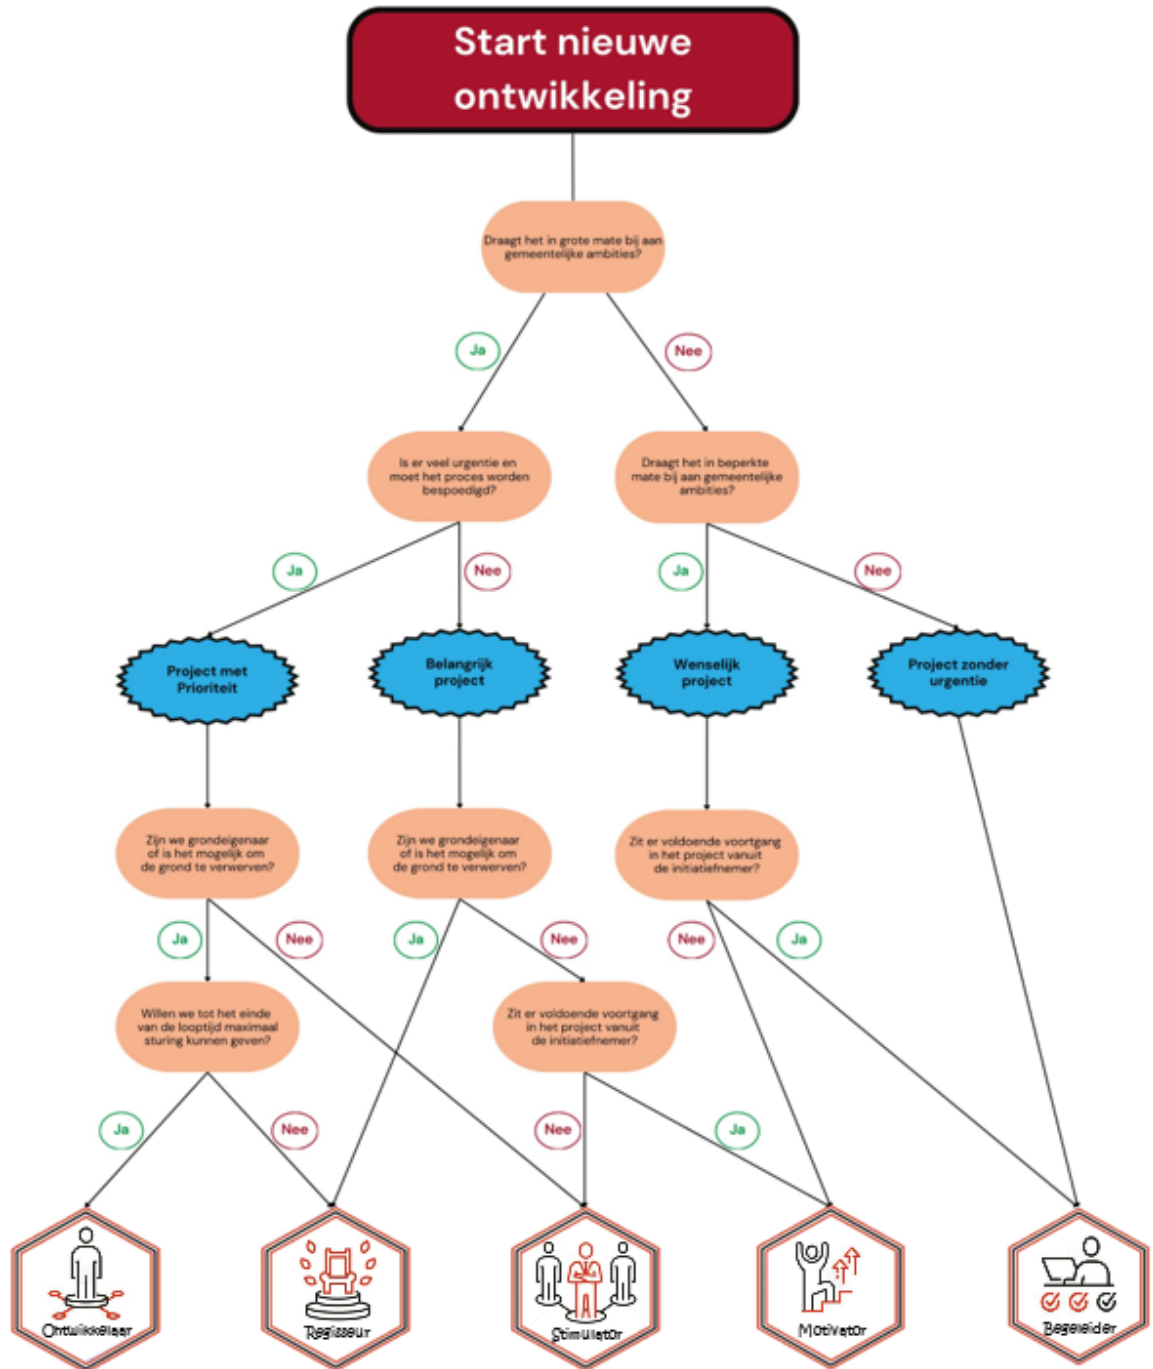 Start nieuwe
ontwikkeling
Draagt het in grote mate bij aan
gemeentelijke ambities?
Ja
Nee
Is er veel urgentie en
moet het proces worden
bespoedigd?
Draagt het in beperkte
mate bij aan gemeentelijke
ambities?
Ja
Nee
Ja
Nee
Project met
Prioriteit
Belangrijk
project
Wenselijk
project
Project zonder
urgentie
Zijn we grondeigenaar
of is het mogelijk om
de grond te verwerven?
Zijn we grondeigenaar
of is het mogelijk om
de grond te verwerven?
Zit er voldoende voortgang
in het project vanuit
de initiatiefnemer?
Ja
Nee
Ja
Nee
Nee
Ja
Willen we tot het einde
van de looptijd maximaal
sturing kunnen geven?
Zit er voldoende voortgang
in het project vanuit
de initiatiefnemer?
Ja
Nee
Nee
Ja
Ontwikkelaar
Regisseur
Stimulator
Motivator
Begeleider